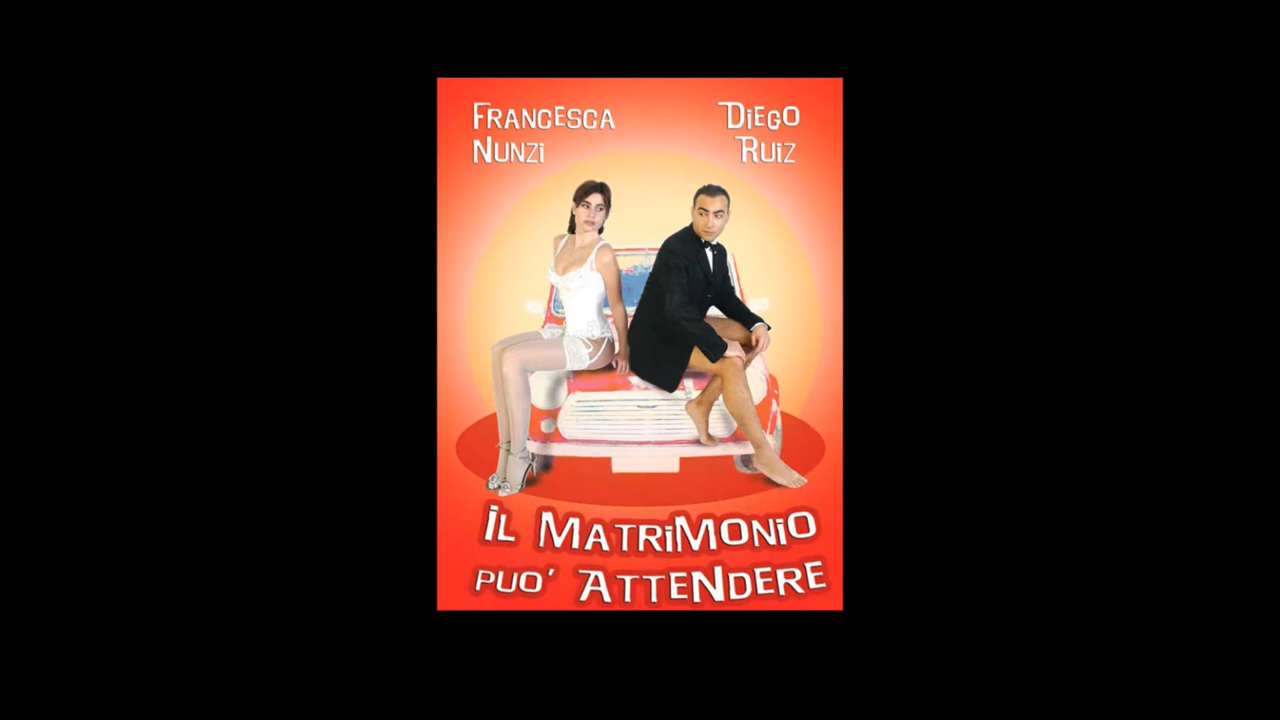 FRANCESCA
NUNZI
DIEGO
RUIZ
IL MATRIMONIO
PUO' ATTENDERE